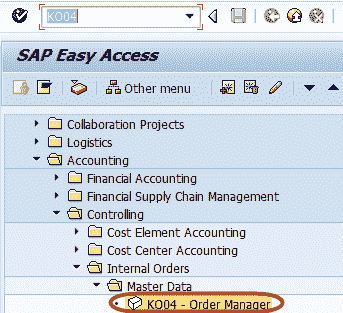 KO04
SAP Easy Access
Other menu
Collaboration Projects
Logistics
Accounting
Financial Accounting
Financial Supply Chain Management
Controlling
Cost Element Accounting
Cost Center Accounting
Internal Orders
Master Data
KO04 - Order Manager